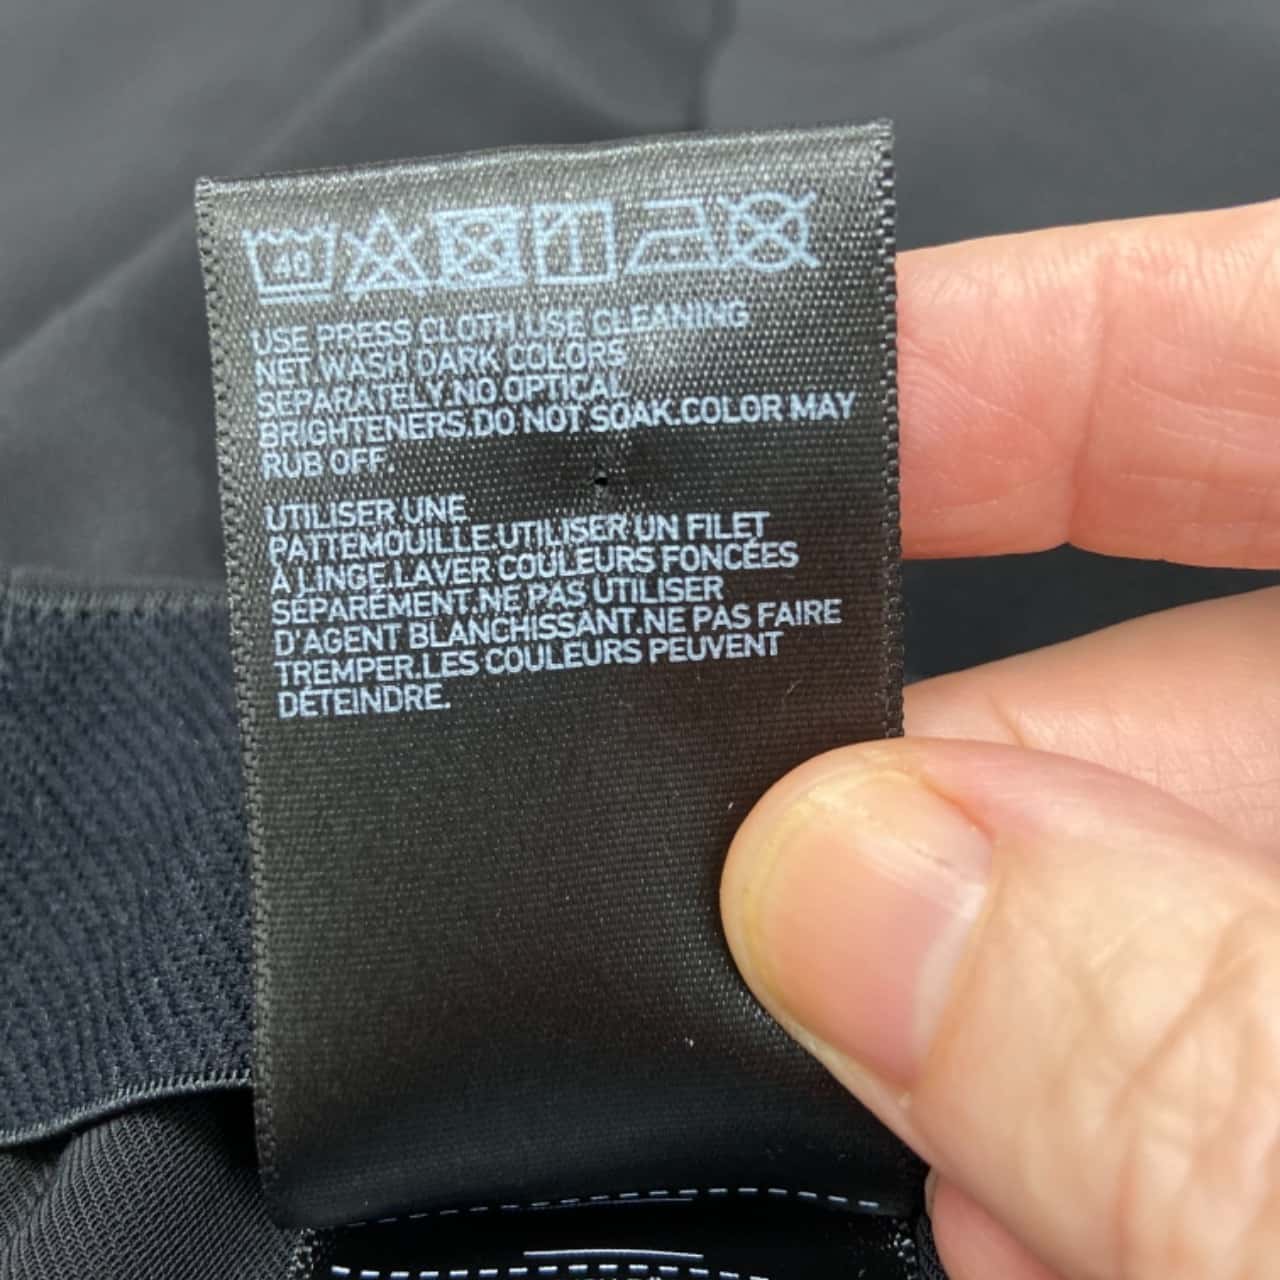 40
USE PRESS CLOTH.USE CLEANING
NET.WASH DARK COLORS
SEPARATELY.NO OPTICAL
BRIGHTENERS.DO NOT SOAK.COLOR MAY
RUB OFF.
UTILISER UNE
PATTEMOUILLE.UTILISER UN FILET
À LINGE.LAVER COULEURS FONCÉES
SÉPARÉMENT.NE PAS UTILISER
D'AGENT BLANCHISSANT.NE PAS FAIRE
TREMPER.LES COULEURS PEUVENT
DÉTEINDRE.